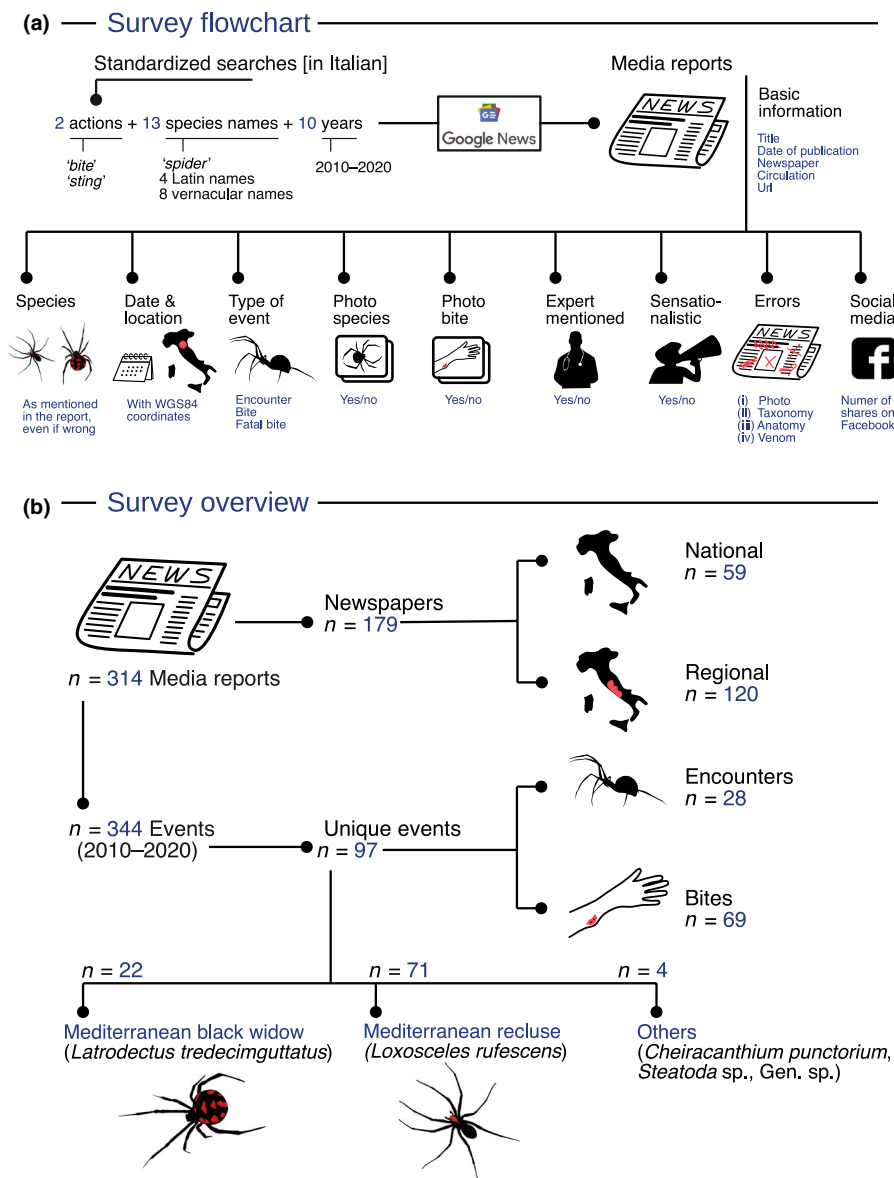 (a) Survey flowchart
Standardized searches [in Italian]
2 actions + 13 species names + 10 years
'bite'
'sting'
'spider'
4 Latin names
8 vernacular names
2010–2020
GE
Google News
Media reports
NEWS
Basic
information
Title
Date of publication
Newspaper
Circulation
Url
Species
As mentioned
in the report,
even if wrong
Date &
location
With WGS84
coordinates
Type of
event
Encounter
Bite
Fatal bite
Photo
species
Yes/no
Photo
bite
Yes/no
Expert
mentioned
Yes/no
Sensatio-
nalistic
Yes/no
Errors
NEWS
(i) Photo
(ii) Taxonomy
(iii) Anatomy
(iv) Venom
Social
media
f
Numer of
shares on
Facebook
(b) Survey overview
NEWS
n = 314 Media reports
Newspapers
n = 179
National
n = 59
Regional
n = 120
n = 344 Events
(2010–2020)
Unique events
n = 97
Encounters
n = 28
Bites
n = 69
n = 22
Mediterranean black widow
(Latrodectus tredecimguttatus)
n = 71
Mediterranean recluse
(Loxosceles rufescens)
n = 4
Others
(Cheiracanthium punctorium,
Steatoda sp., Gen. sp.)